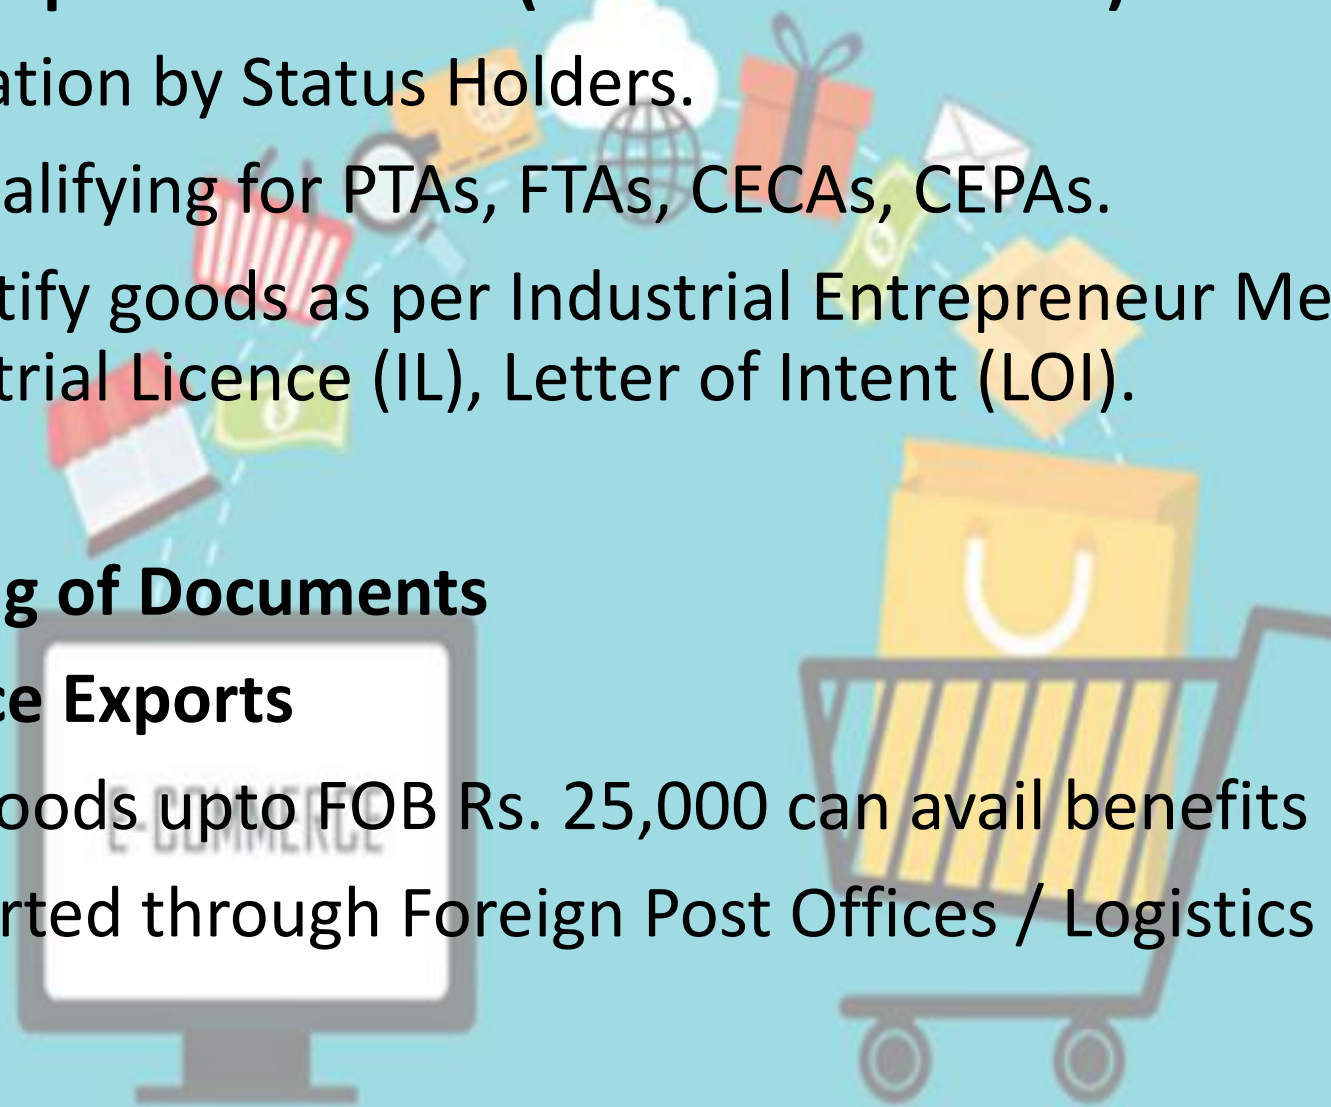 ation by Status Holders.
alifying for PTAs, FTAs, CECAs, CEPAs.
tify goods as per Industrial Entrepreneur Me
trial Licence (IL), Letter of Intent (LOI).
g of Documents
ce Exports
oods upto FOB Rs. 25,000 can avail benefits
E-COMMERCE
rted through Foreign Post Offices / Logistics